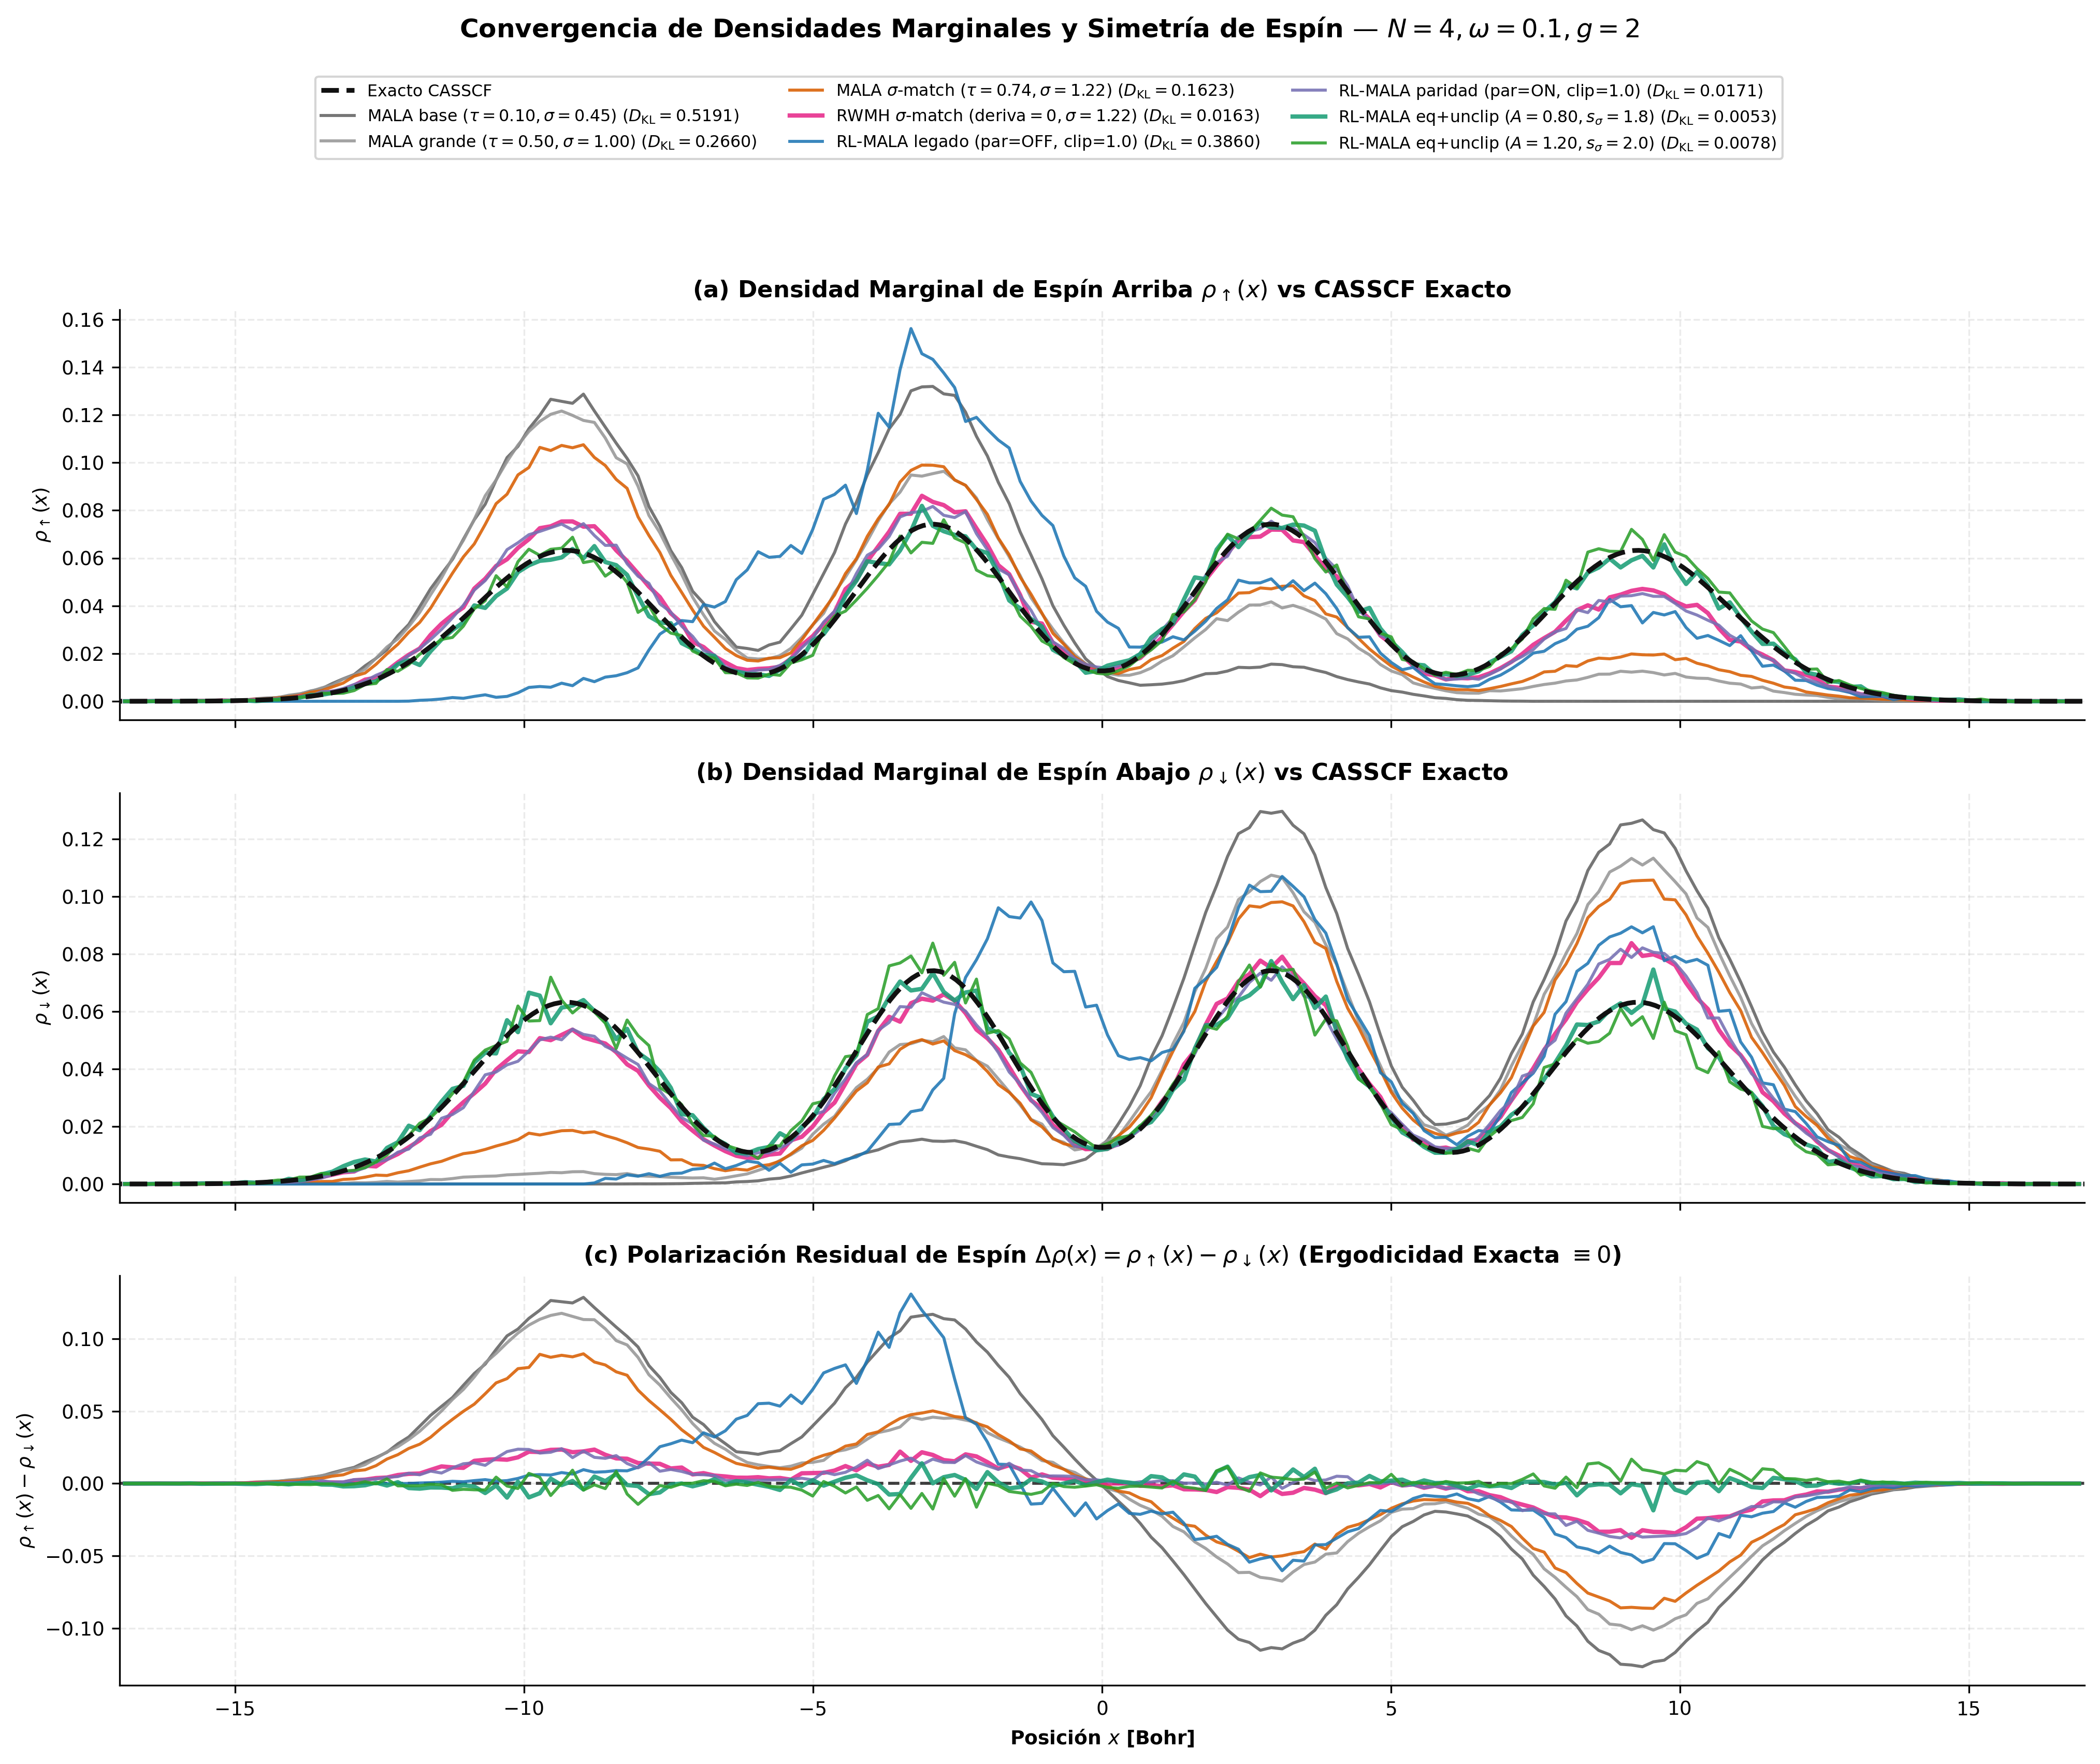 Convergencia de Densidades Marginales y Simetría de Espín — N = 4, ω = 0.1, g = 2
Exacto CASSCF
MALA base (τ = 0.10, σ = 0.45) (D_KL = 0.5191)
MALA grande (τ = 0.50, σ = 1.00) (D_KL = 0.2660)
MALA σ-match (τ = 0.74, σ = 1.22) (D_KL = 0.1623)
RWMH σ-match (deriva = 0, σ = 1.22) (D_KL = 0.0163)
RL-MALA legado (par=OFF, clip=1.0) (D_KL = 0.3860)
RL-MALA paridad (par=ON, clip=1.0) (D_KL = 0.0171)
RL-MALA eq+unclip (A = 0.80, s_σ = 1.8) (D_KL = 0.0053)
RL-MALA eq+unclip (A = 1.20, s_σ = 2.0) (D_KL = 0.0078)
(a) Densidad Marginal de Espín Arriba ρ↑(x) vs CASSCF Exacto
0.16
0.14
0.12
0.10
0.08
0.06
0.04
0.02
0.00
ρ↑(x)
(b) Densidad Marginal de Espín Abajo ρ↓(x) vs CASSCF Exacto
0.12
0.10
0.08
0.06
0.04
0.02
0.00
ρ↓(x)
(c) Polarización Residual de Espín Δρ(x) = ρ↑(x) − ρ↓(x) (Ergodicidad Exacta ≡ 0)
0.10
0.05
0.00
−0.05
−0.10
ρ↑(x) − ρ↓(x)
−15 −10 −5 0 5 10 15
Posición x [Bohr]